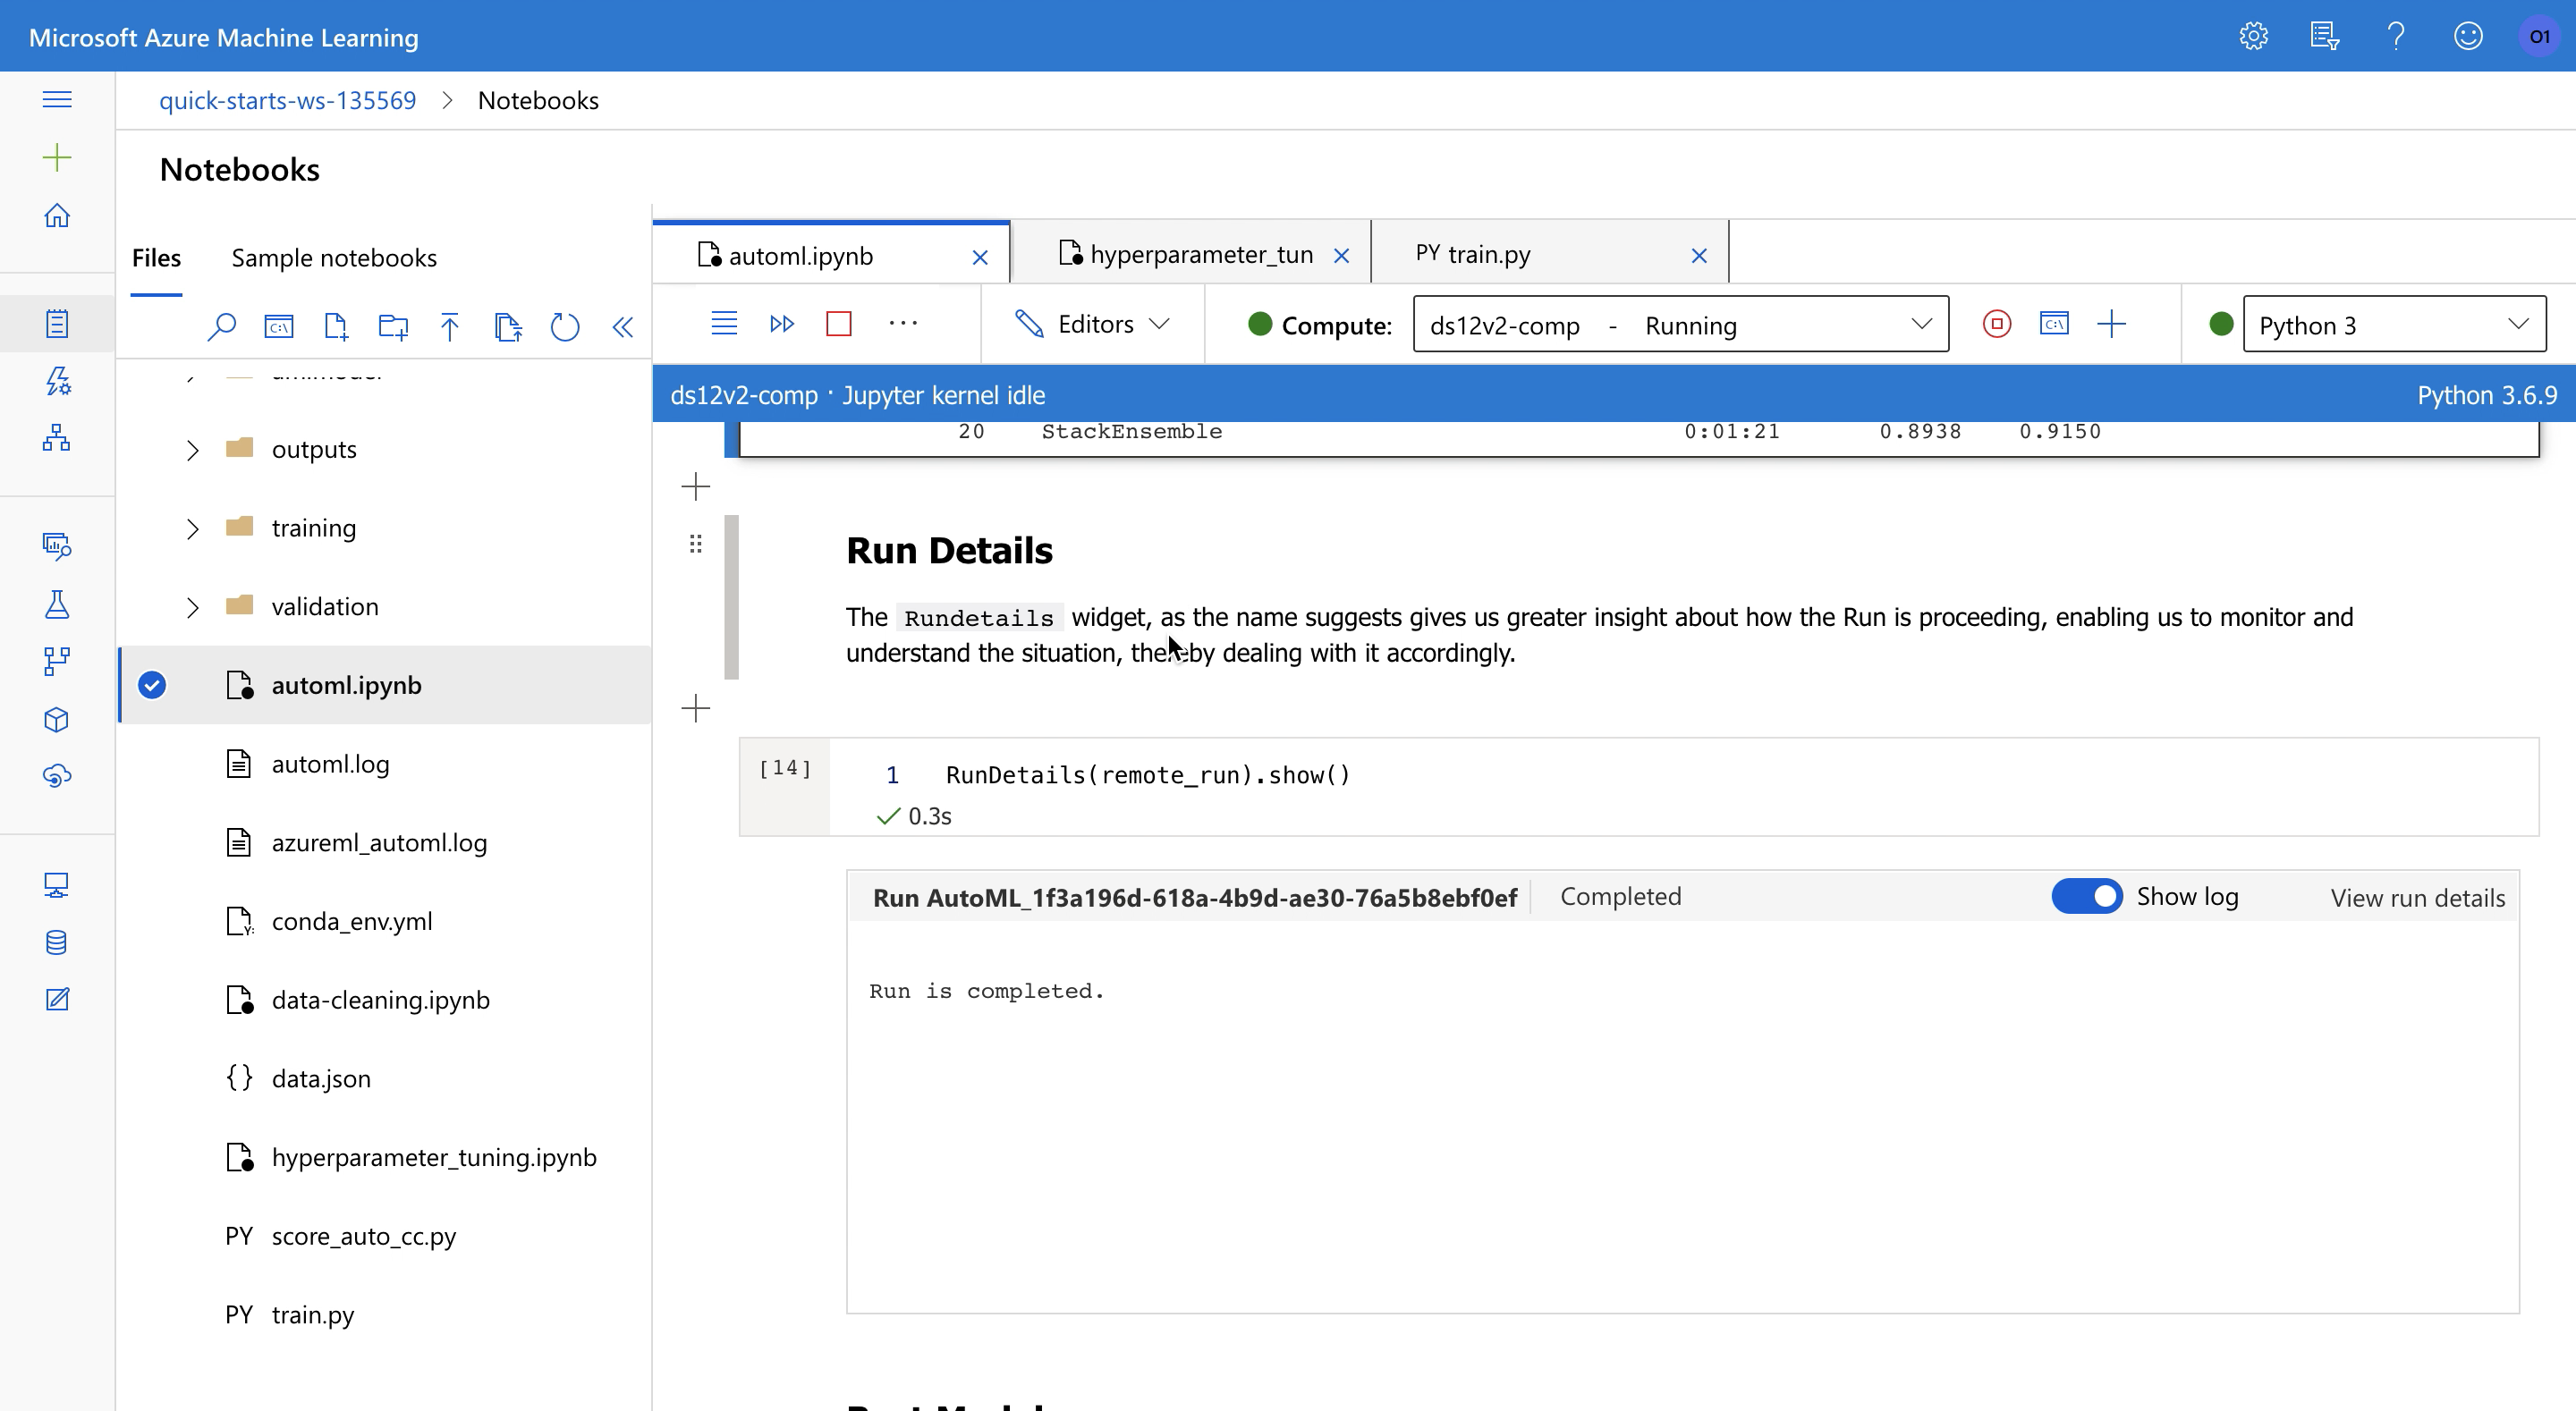 Microsoft Azure Machine Learning
O1
quick-starts-ws-135569 > Notebooks
Notebooks
Files Sample notebooks
automl.ipynb
hyperparameter_tun
PY train.py
Editors
Compute: ds12v2-comp - Running
Python 3
ds12v2-comp · Jupyter kernel idle
Python 3.6.9
outputs
training
validation
automl.ipynb
automl.log
azureml_automl.log
conda_env.yml
data-cleaning.ipynb
{} data.json
hyperparameter_tuning.ipynb
PY score_auto_cc.py
PY train.py
20 StackEnsemble 0:01:21 0.8938 0.9150
Run Details
The Rundetails widget, as the name suggests gives us greater insight about how the Run is proceeding, enabling us to monitor and
understand the situation, thereby dealing with it accordingly.
[14]
1 RunDetails(remote_run).show()
0.3s
Run AutoML_1f3a196d-618a-4b9d-ae30-76a5b8ebf0ef Completed Show log View run details
Run is completed.